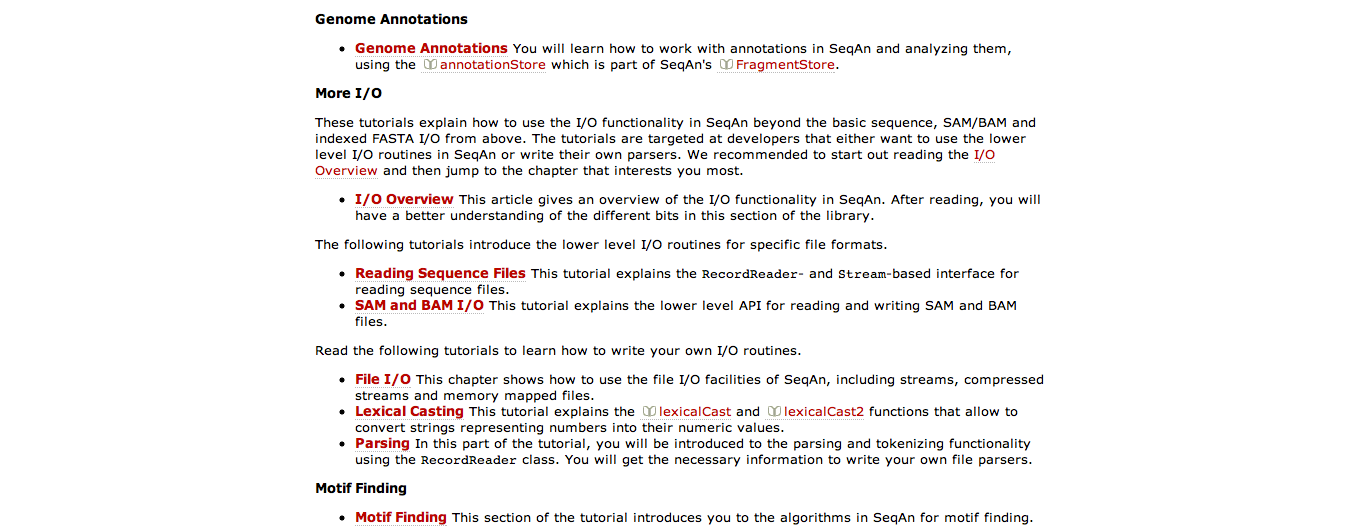 Genome Annotations
• Genome Annotations You will learn how to work with annotations in SeqAn and analyzing them,
using the annotationStore which is part of SeqAn's FragmentStore.
More I/O
These tutorials explain how to use the I/O functionality in SeqAn beyond the basic sequence, SAM/BAM and
indexed FASTA I/O from above. The tutorials are targeted at developers that either want to use the lower
level I/O routines in SeqAn or write their own parsers. We recommended to start out reading the I/O
Overview and then jump to the chapter that interests you most.
• I/O Overview This article gives an overview of the I/O functionality in SeqAn. After reading, you will
have a better understanding of the different bits in this section of the library.
The following tutorials introduce the lower level I/O routines for specific file formats.
• Reading Sequence Files This tutorial explains the RecordReader- and Stream-based interface for
reading sequence files.
• SAM and BAM I/O This tutorial explains the lower level API for reading and writing SAM and BAM
files.
Read the following tutorials to learn how to write your own I/O routines.
• File I/O This chapter shows how to use the file I/O facilities of SeqAn, including streams, compressed
streams and memory mapped files.
• Lexical Casting This tutorial explains the lexicalCast and lexicalCast2 functions that allow to
convert strings representing numbers into their numeric values.
• Parsing In this part of the tutorial, you will be introduced to the parsing and tokenizing functionality
using the RecordReader class. You will get the necessary information to write your own file parsers.
Motif Finding
• Motif Finding This section of the tutorial introduces you to the algorithms in SeqAn for motif finding.